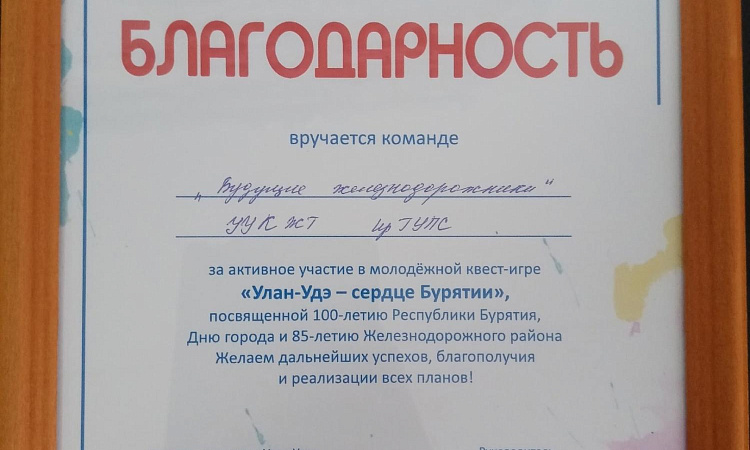 БЛАГОДАРНОСТЬ
вручается команде
„Будущие железнодорожники“
УУКЖТ ИрГУПС
за активное участие в молодёжной квест-игре
«Улан-Удэ – сердце Бурятии»,
посвященной 100-летию Республики Бурятия,
Дню города и 85-летию Железнодорожного района
Желаем дальнейших успехов, благополучия
и реализации всех планов!